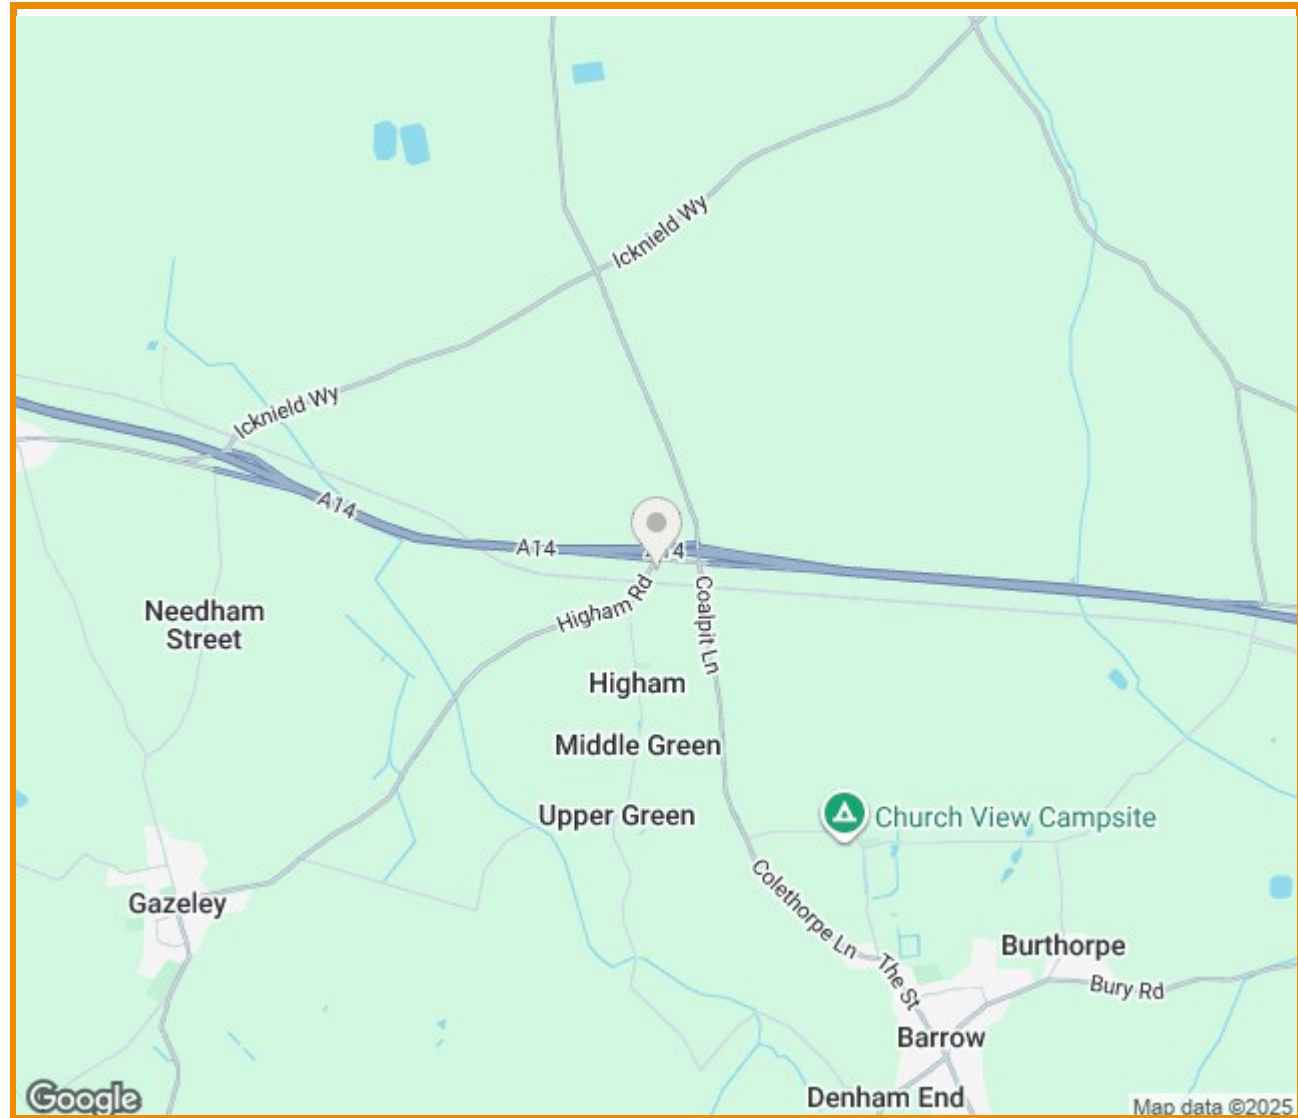 Icknield Wy
Icknield Wy
A14
A14
A14
Higham Rd
Coalpit Ln
Needham
Street
Higham
Middle Green
Upper Green
Church View Campsite
Colethorpe Ln
Gazeley
Burthorpe
The St
Bury Rd
Barrow
Denham End
Google
Map data ©2025